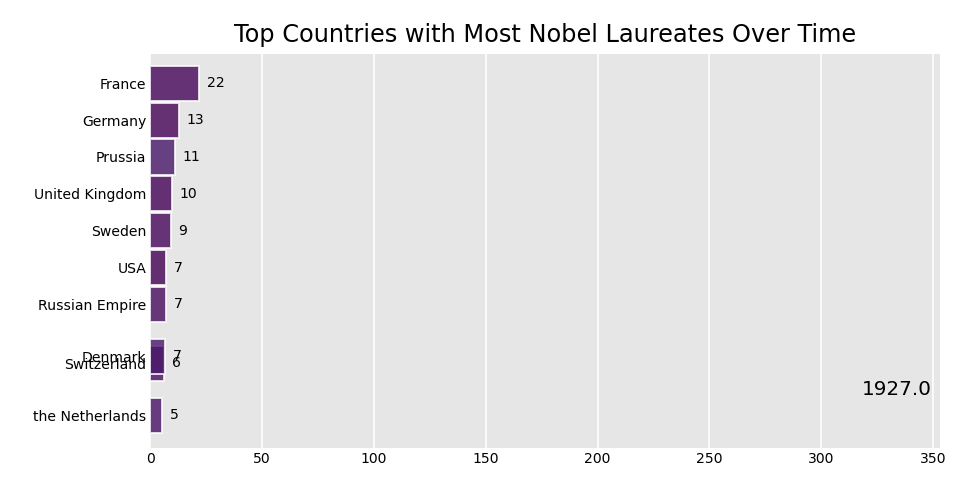 Top Countries with Most Nobel Laureates Over Time
France 22
Germany 13
Prussia 11
United Kingdom 10
Sweden 9
USA 7
Russian Empire 7
Denmark 7
Switzerland 6
1927.0
the Netherlands 5
0 50 100 150 200 250 300 350